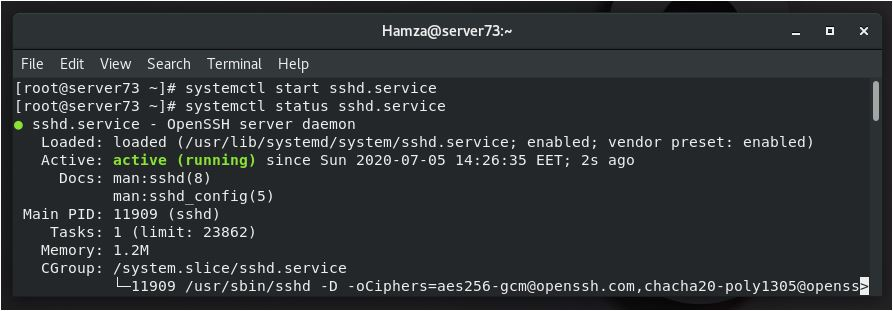 Hamza@server73:~
File Edit View Search Terminal Help
[root@server73 ~]# systemctl start sshd.service
[root@server73 ~]# systemctl status sshd.service
● sshd.service - OpenSSH server daemon
   Loaded: loaded (/usr/lib/systemd/system/sshd.service; enabled; vendor preset: enabled)
   Active: active (running) since Sun 2020-07-05 14:26:35 EET; 2s ago
     Docs: man:sshd(8)
           man:sshd_config(5)
 Main PID: 11909 (sshd)
    Tasks: 1 (limit: 23862)
   Memory: 1.2M
   CGroup: /system.slice/sshd.service
           └─11909 /usr/sbin/sshd -D -oCiphers=aes256-gcm@openssh.com,chacha20-poly1305@openss>